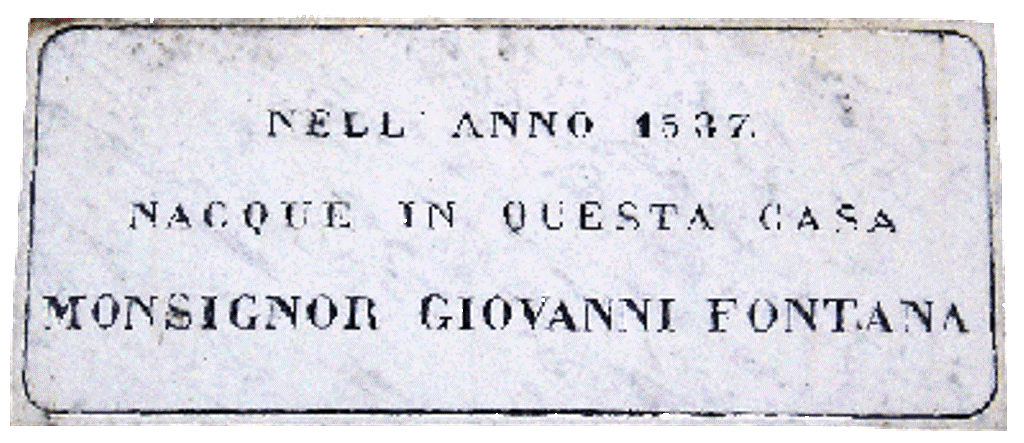 NELL' ANNO 1537.
NACQUE IN QUESTA CASA
MONSIGNOR GIOVANNI FONTANA